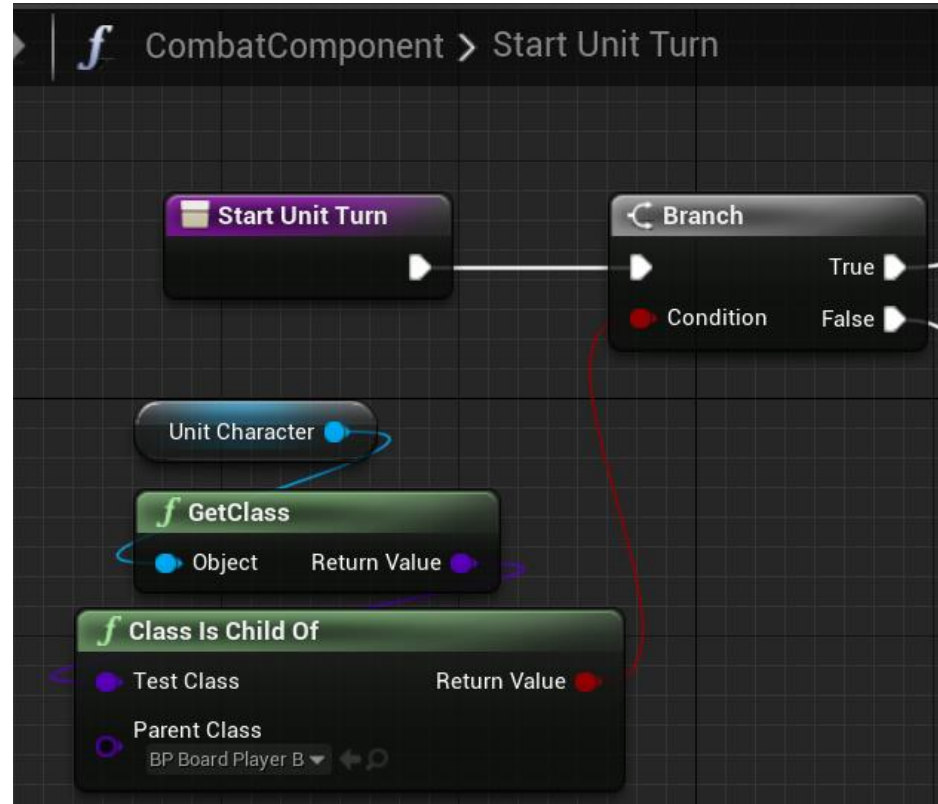 f CombatComponent > Start Unit Turn
Start Unit Turn
Branch
True
Condition
False
Unit Character
f GetClass
Object
Return Value
f Class Is Child Of
Test Class
Return Value
Parent Class
BP Board Player B